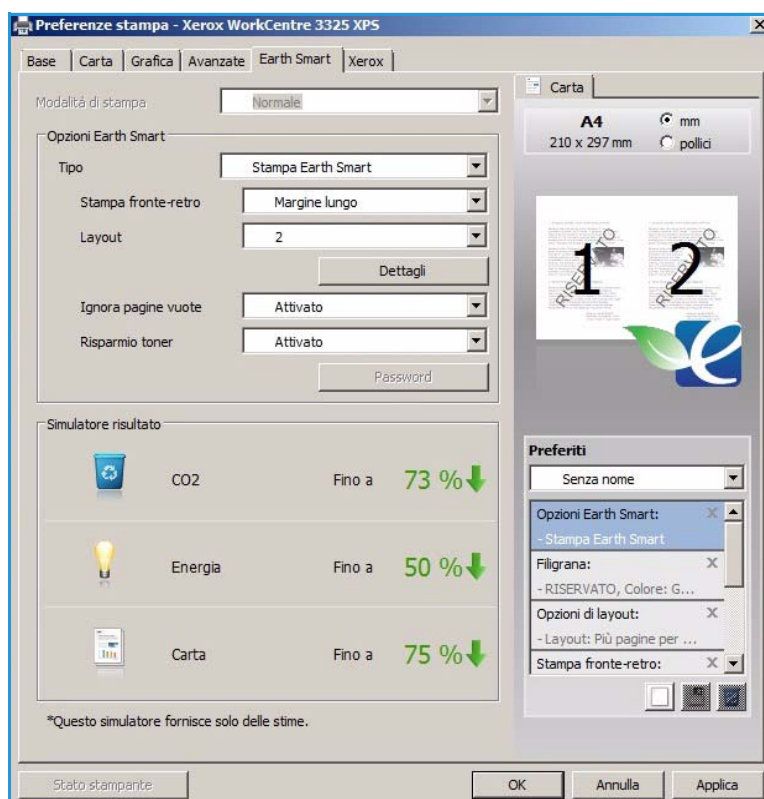 Preferenze stampa - Xerox WorkCentre 3325 XPS
Base Carta Grafica Avanzate Earth Smart Xerox
Modalità di stampa Normale
Opzioni Earth Smart
Tipo Stampa Earth Smart
Stampa fronte-retro Margine lungo
Layout 2
Dettagli
Ignora pagine vuote Attivato
Risparmio toner Attivato
Password
Simulatore risultato
CO2 Fino a 73 %
Energia Fino a 50 %
Carta Fino a 75 %
*Questo simulatore fornisce solo delle stime.
Carta
A4 mm
210 x 297 mm pollici
1 2
RISERVATO RISERVATO
Preferiti
Senza nome
Opzioni Earth Smart: X
- Stampa Earth Smart
Filigrana: X
- RISERVATO, Colore: G...
Opzioni di layout: X
- Layout: Più pagine per ...
Stampa fronte-retro: X
Stato stampante OK Annulla Applica